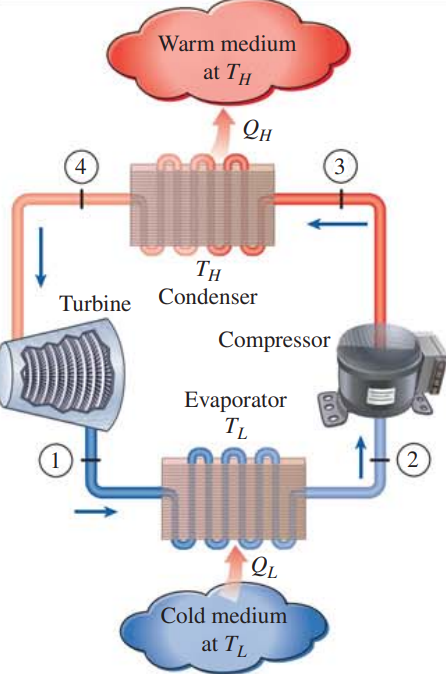 Warm medium
at T_H
Q_H
4
3
T_H
Condenser
Turbine
Compressor
Evaporator
T_L
1
2
Q_L
Cold medium
at T_L